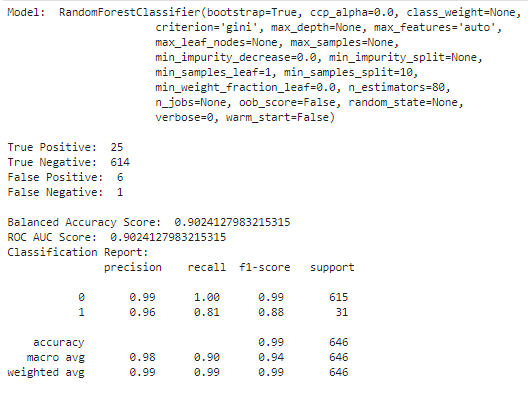 Model:  RandomForestClassifier(bootstrap=True, ccp_alpha=0.0, class_weight=None,
criterion='gini', max_depth=None, max_features='auto',
max_leaf_nodes=None, max_samples=None,
min_impurity_decrease=0.0, min_impurity_split=None,
min_samples_leaf=1, min_samples_split=10,
min_weight_fraction_leaf=0.0, n_estimators=80,
n_jobs=None, oob_score=False, random_state=None,
verbose=0, warm_start=False)
True Positive:  25
True Negative:  614
False Positive:  6
False Negative:  1
Balanced Accuracy Score:  0.9024127983215315
ROC AUC Score:  0.9024127983215315
Classification Report:
precision recall f1-score support
0 0.99 1.00 0.99 615
1 0.96 0.81 0.88 31
accuracy 0.99 646
macro avg 0.98 0.90 0.94 646
weighted avg 0.99 0.99 0.99 646